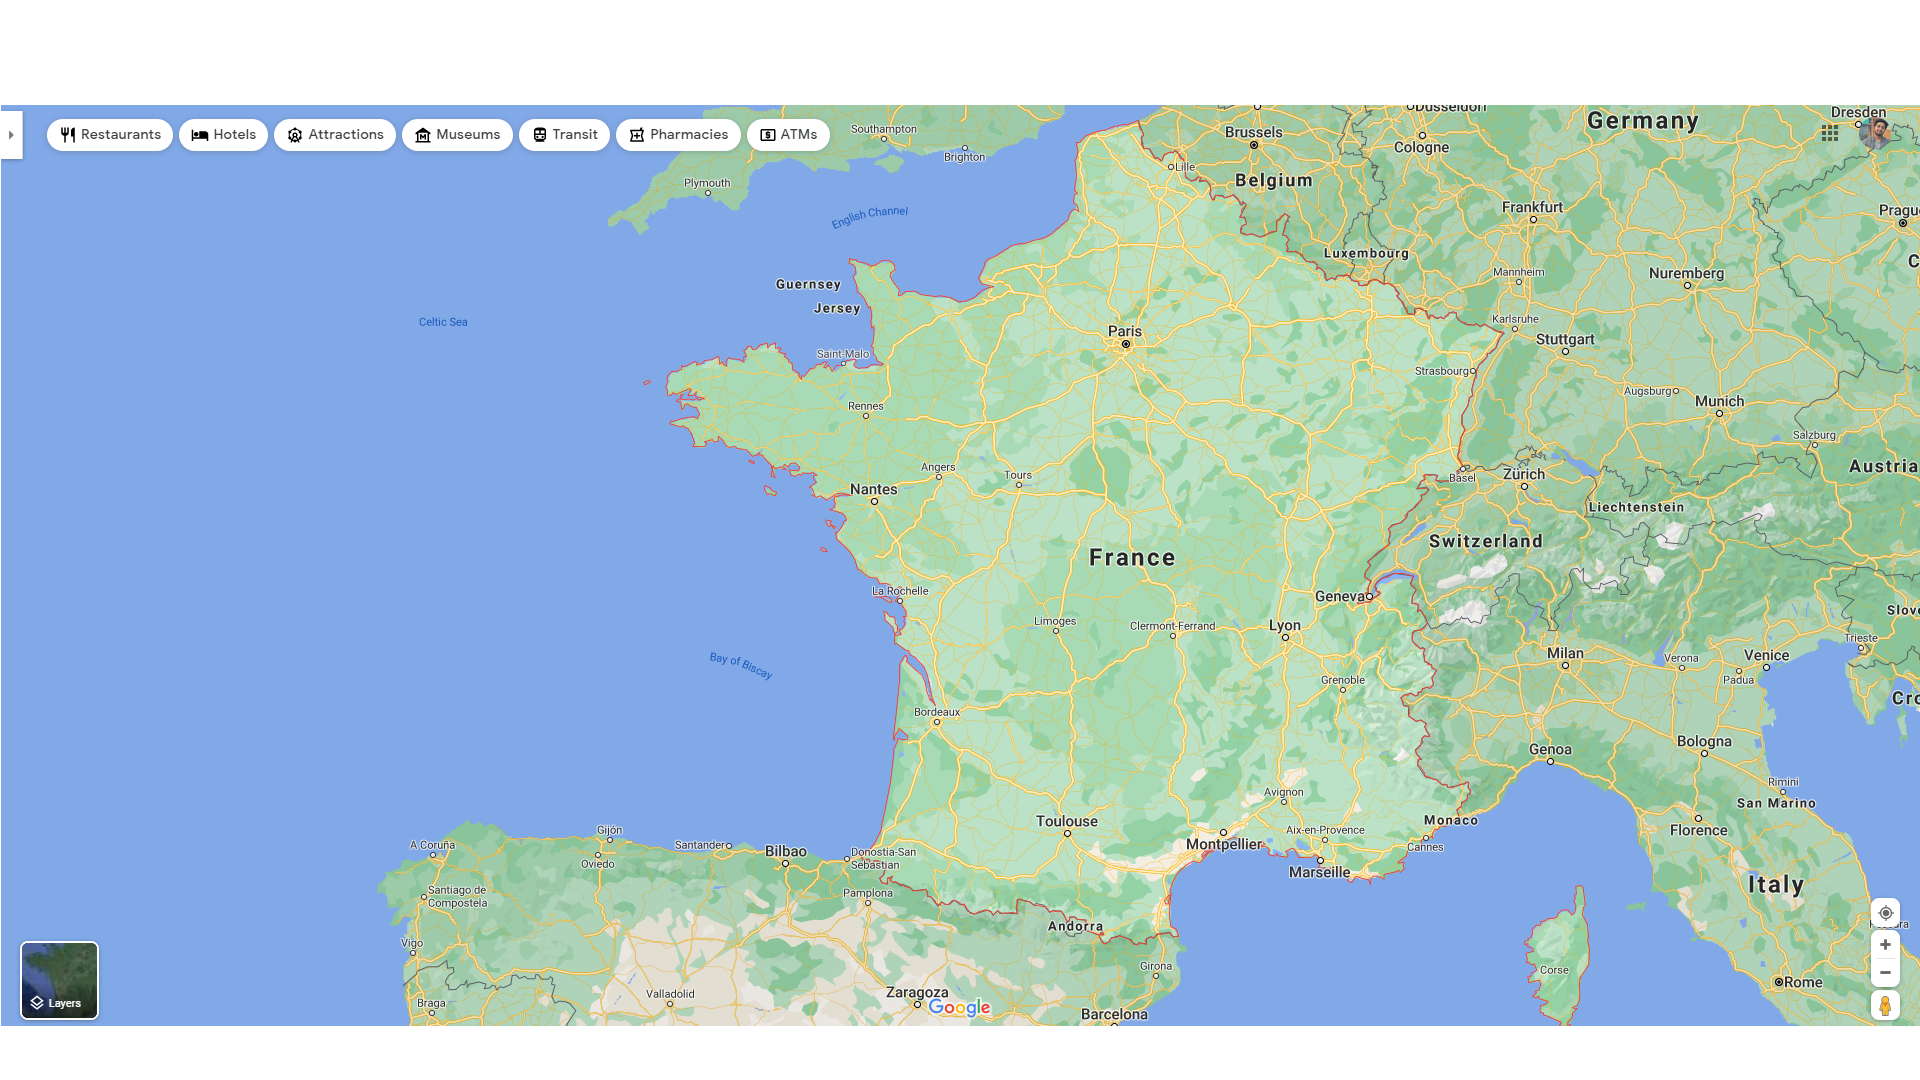 Restaurants
Hotels
Attractions
Museums
Transit
Pharmacies
ATMs
Southampton
Brighton
Plymouth
English Channel
Guernsey
Jersey
Celtic Sea
Saint-Malo
Rennes
Brussels
Lille
Belgium
Düsseldorf
Cologne
Germany
Dresden
Frankfurt
Luxembourg
Mannheim
Nuremberg
Karlsruhe
Stuttgart
Strasbourg
Augsburg
Munich
Salzburg
Austria
Paris
Angers
Tours
Nantes
Basel
Zürich
Liechtenstein
Switzerland
France
La Rochelle
Geneva
Limoges
Clermont-Ferrand
Lyon
Bay of Biscay
Grenoble
Milan
Verona
Venice
Padua
Trieste
Bordeaux
Genoa
Bologna
Rimini
San Marino
Avignon
Toulouse
Aix-en-Provence
Monaco
Florence
Montpellier
Cannes
Marseille
A Coruña
Gijón
Oviedo
Santander
Bilbao
Donostia-San
Sebastián
Pamplona
Santiago de
Compostela
Italy
Andorra
Vigo
Girona
Corse
Valladolid
Zaragoza
Rome
Braga
Barcelona
Layers
Google